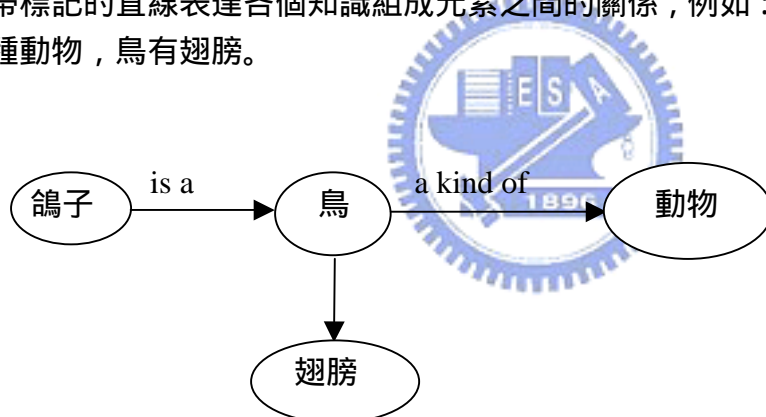 帶標記的直線表達各個知識組成元素之間的關係，例如：
種動物，鳥有翅膀。
E S A
鴿子 is a 鳥 a kind of 動物
1896
翅膀